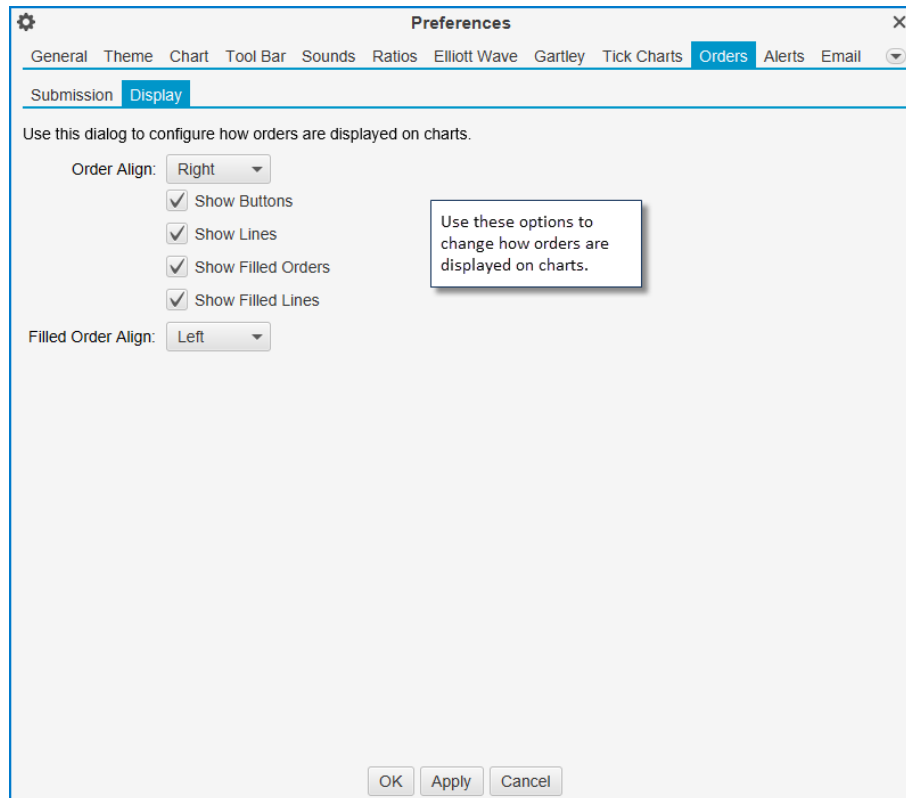 Preferences
General Theme Chart Tool Bar Sounds Ratios Elliott Wave Gartley Tick Charts Orders Alerts Email
Submission Display
Use this dialog to configure how orders are displayed on charts.
Order Align: Right
Show Buttons
Show Lines
Show Filled Orders
Show Filled Lines
Filled Order Align: Left
Use these options to
change how orders are
displayed on charts.
OK Apply Cancel